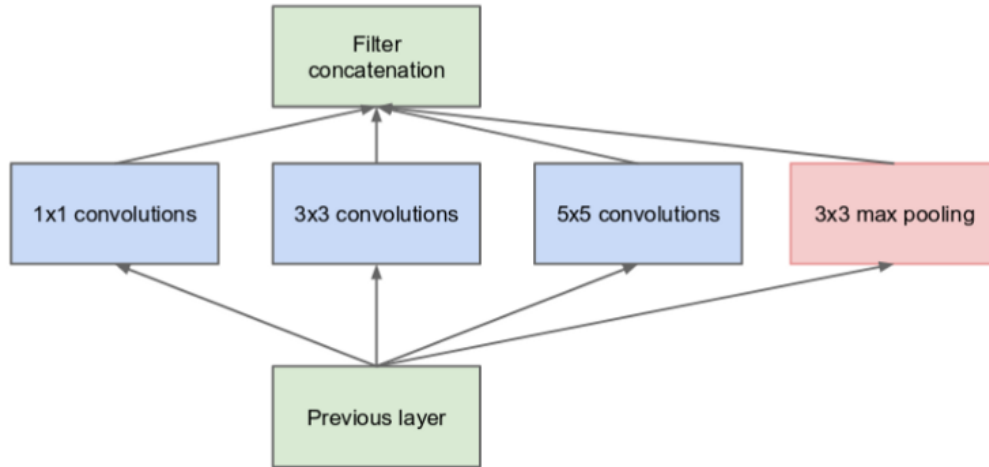 Filter
concatenation
1x1 convolutions
3x3 convolutions
5x5 convolutions
3x3 max pooling
Previous layer